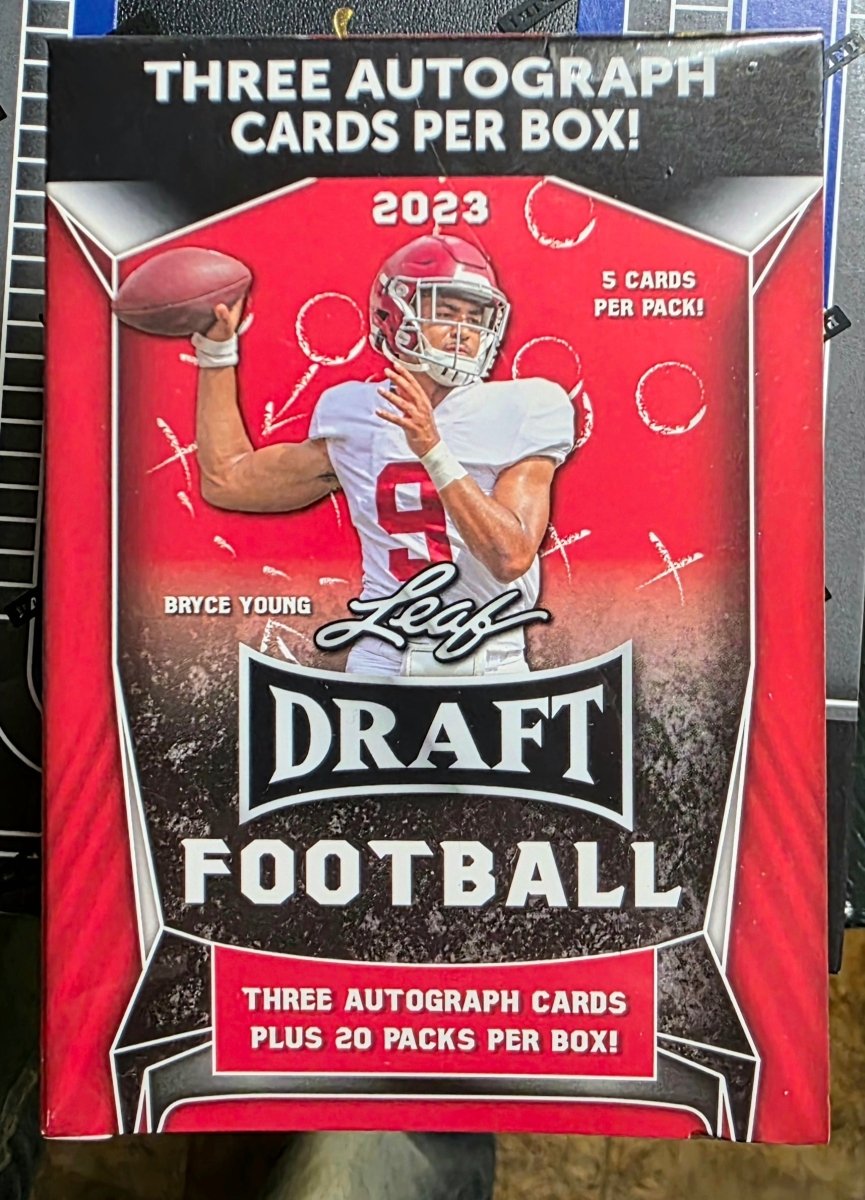 THREE AUTOGRAPH
CARDS PER BOX!
2023
5 CARDS
PER PACK!
9
BRYCE YOUNG
Leaf
DRAFT
FOOTBALL
THREE AUTOGRAPH CARDS
PLUS 20 PACKS PER BOX!